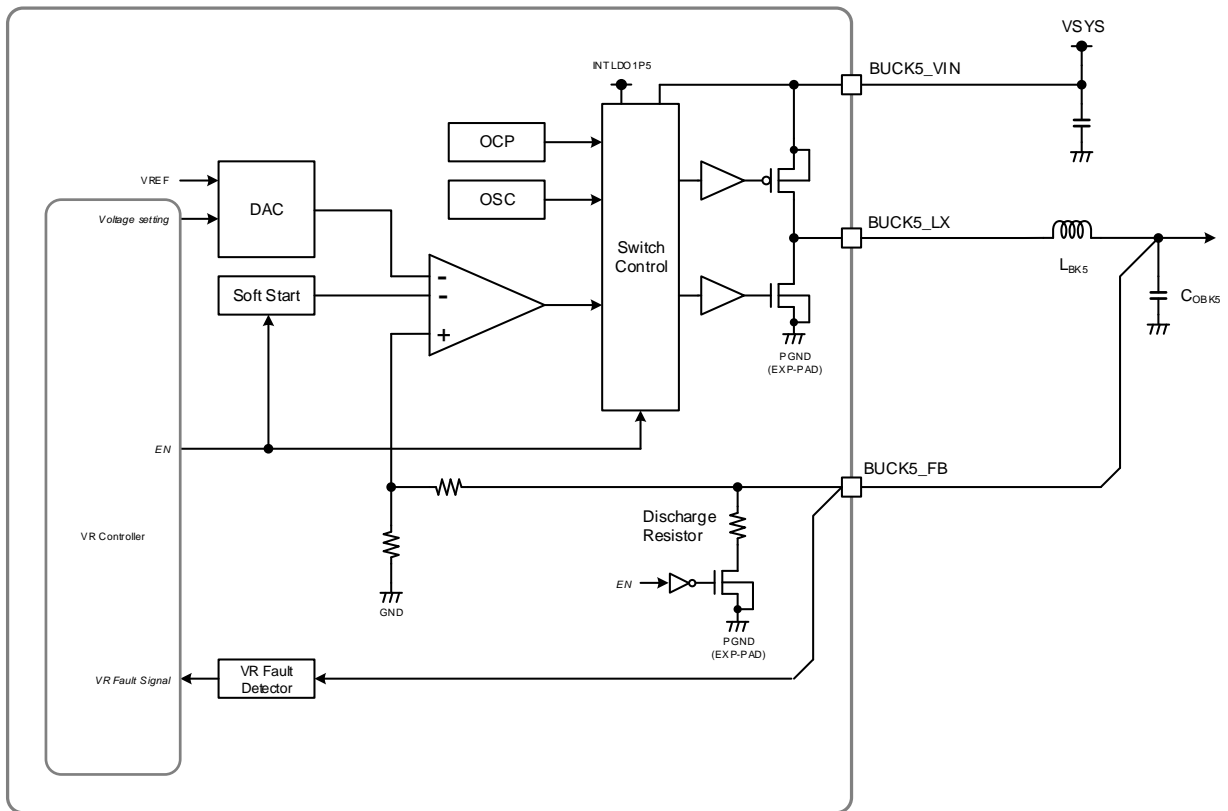 VSYS
INTLDO1P5
BUCK5_VIN
OCP
VREF
OSC
DAC
Voltage setting
BUCK5_LX
Switch
Control
LBK5
-
-
+
Soft Start
COBK5
PGND
(EXP-PAD)
EN
BUCK5_FB
Discharge
Resistor
VR Controller
EN
GND
PGND
(EXP-PAD)
VR Fault Signal
VR Fault
Detector